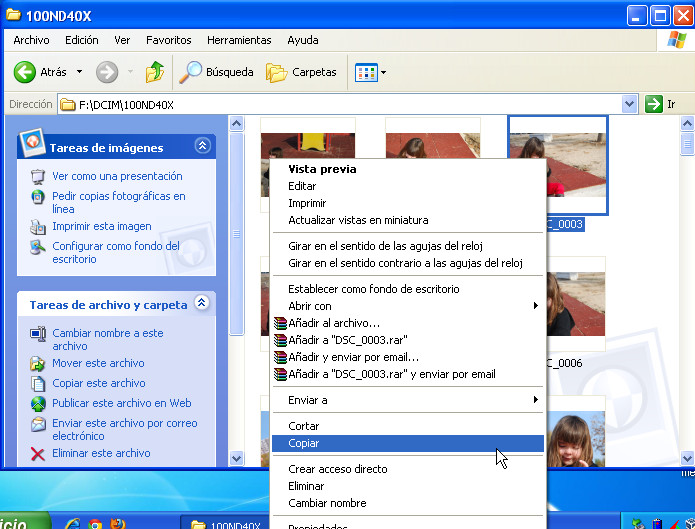 100ND40X
Archivo Edición Ver Favoritos Herramientas Ayuda
Atrás Búsqueda Carpetas
Dirección F:\DCIM\100ND40X Ir
Tareas de imágenes
Ver como una presentación
Pedir copias fotográficas en
línea
Imprimir esta imagen
Configurar como fondo del
escritorio
Tareas de archivo y carpeta
Cambiar nombre a este
archivo
Mover este archivo
Copiar este archivo
Publicar este archivo en Web
Enviar este archivo por correo
electrónico
Eliminar este archivo
Vista previa
Editar
Imprimir
Actualizar vistas en miniatura
Girar en el sentido de las agujas del reloj
Girar en el sentido contrario a las agujas del reloj
Establecer como fondo de escritorio
Abrir con
Añadir al archivo...
Añadir a "DSC_0003.rar"
Añadir y enviar por email...
Añadir a "DSC_0003.rar" y enviar por email
Enviar a
Cortar
Copiar
Crear acceso directo
Eliminar
Cambiar nombre
Propiedades
C_0003
C_0006
me
icio
100ND40X